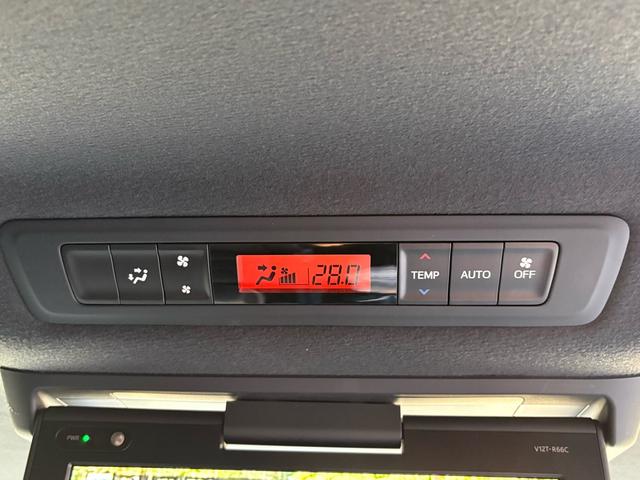 28.0
TEMP
AUTO
OFF
PWR
V12T-R66C